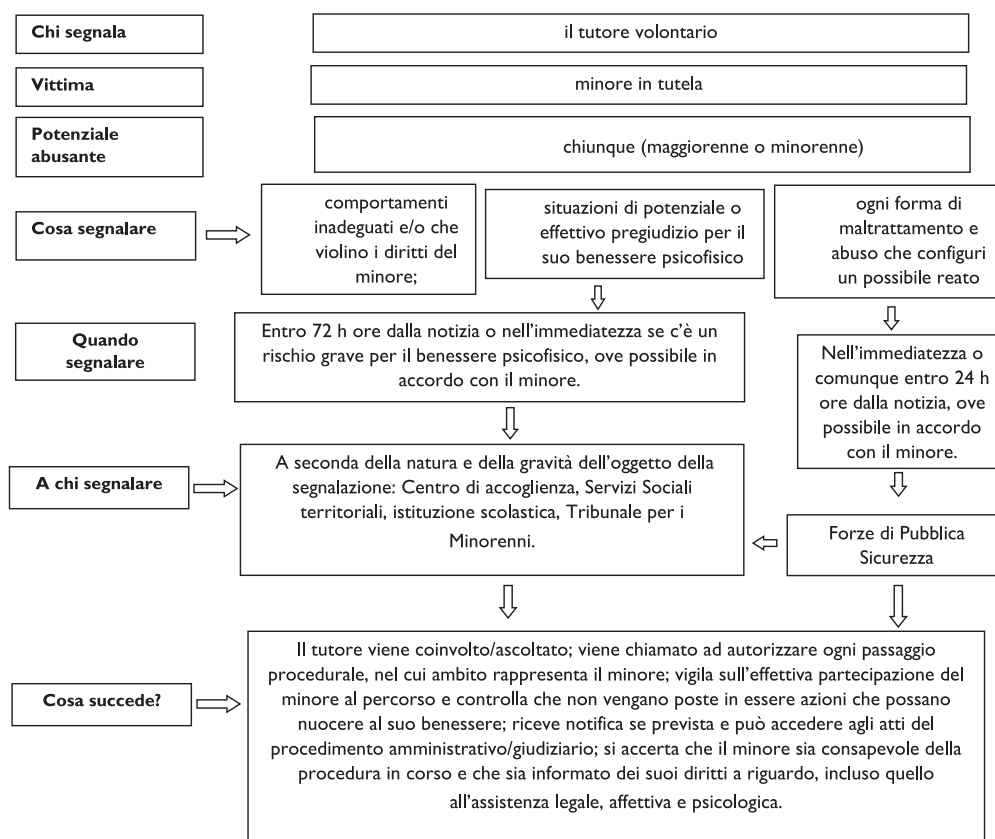 Chi segnala
il tutore volontario
Vittima
minore in tutela
Potenziale
abusante
chiunque (maggiorenne o minorenne)
Cosa segnalare
comportamenti
inadeguati e/o che
violino i diritti del
minore;
situazioni di potenziale o
effettivo pregiudizio per il
suo benessere psicofisico
ogni forma di
maltrattamento e
abuso che configuri
un possibile reato
Quando
segnalare
Entro 72 h ore dalla notizia o nell'immediatezza se c'è un
rischio grave per il benessere psicofisico, ove possibile in
accordo con il minore.
Nell'immediatezza o
comunque entro 24 h
ore dalla notizia, ove
possibile in accordo
con il minore.
A chi segnalare
A seconda della natura e della gravità dell'oggetto della
segnalazione: Centro di accoglienza, Servizi Sociali
territoriali, istituzione scolastica, Tribunale per i
Minorenni.
Forze di Pubblica
Sicurezza
Cosa succede?
Il tutore viene coinvolto/ascoltato; viene chiamato ad autorizzare ogni passaggio
procedurale, nel cui ambito rappresenta il minore; vigila sull'effettiva partecipazione del
minore al percorso e controlla che non vengano poste in essere azioni che possano
nuocere al suo benessere; riceve notifica se prevista e può accedere agli atti del
procedimento amministrativo/giudiziario; si accerta che il minore sia consapevole della
procedura in corso e che sia informato dei suoi diritti a riguardo, incluso quello
all'assistenza legale, affettiva e psicologica.